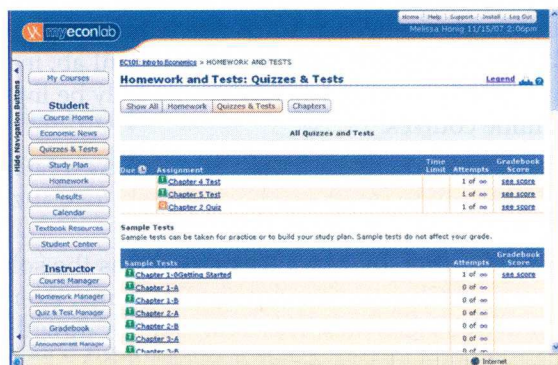 Home | Help | Support | Install | Log Out
myeconlab
Melissa Honig 11/15/07 2:06pm
Hide Navigation Buttons
My Courses
Student
Course Home
Economic News
Quizzes & Tests
Study Plan
Homework
Results
Calendar
Textbook Resources
Student Center
Instructor
Course Manager
Homework Manager
Quiz & Test Manager
Gradebook
Announcement Manager
EC101 Intro to Economics > HOMEWORK AND TESTS
Homework and Tests: Quizzes & Tests
Legend
Show All Homework Quizzes & Tests Chapters
All Quizzes and Tests
Due Assignment Time Limit Attempts Gradebook Score
Chapter 4 Test 1 of ∞ see score
Chapter 5 Test 1 of ∞ see score
Chapter 2 Quiz 1 of ∞ see score
Sample Tests
Sample tests can be taken for practice or to build your study plan. Sample tests do not affect your grade.
Sample Tests Attempts Gradebook Score
Chapter 1-0Getting Started 1 of ∞ see score
Chapter 1-A 0 of ∞
Chapter 1-B 0 of ∞
Chapter 2-A 0 of ∞
Chapter 2-B 0 of ∞
Chapter 3-A 0 of ∞
Chapter 3-B 0 of ∞
Internet